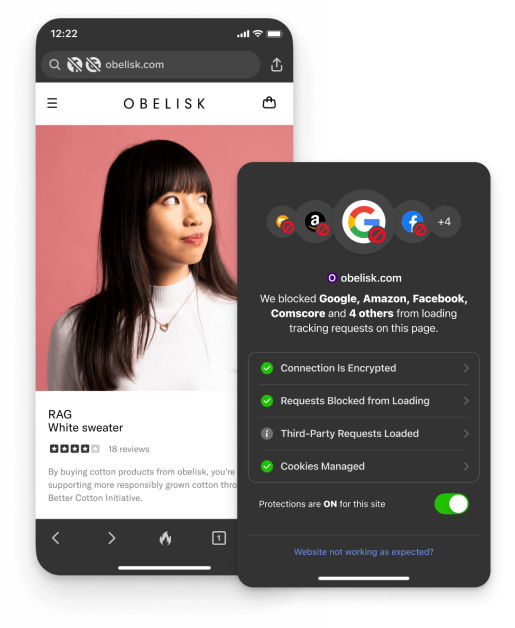 12:22
obelisk.com
OBELISK
RAG
White sweater
18 reviews
By buying cotton products from obelisk, you're
supporting more responsibly grown cotton thro
Better Cotton Initiative.
1
a
G
f
+4
O obelisk.com
We blocked Google, Amazon, Facebook,
Comscore and 4 others from loading
tracking requests on this page.
Connection Is Encrypted
Requests Blocked from Loading
i Third-Party Requests Loaded
Cookies Managed
Protections are ON for this site
Website not working as expected?